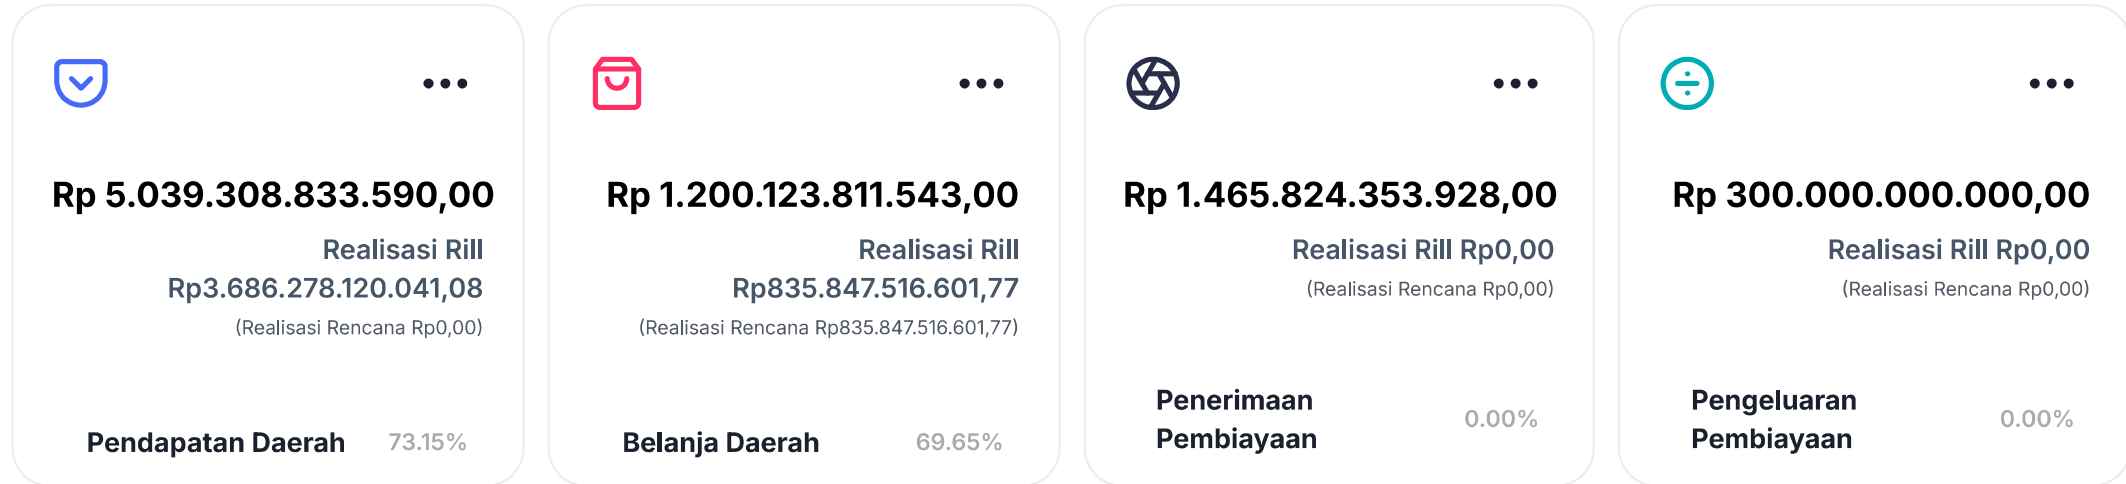 Rp 5.039.308.833.590,00
Realisasi Rill
Rp3.686.278.120.041,08
(Realisasi Rencana Rp0,00)
Pendapatan Daerah 73.15%
Rp 1.200.123.811.543,00
Realisasi Rill
Rp835.847.516.601,77
(Realisasi Rencana Rp835.847.516.601,77)
Belanja Daerah 69.65%
Rp 1.465.824.353.928,00
Realisasi Rill Rp0,00
(Realisasi Rencana Rp0,00)
Penerimaan
Pembiayaan
0.00%
Rp 300.000.000.000,00
Realisasi Rill Rp0,00
(Realisasi Rencana Rp0,00)
Pengeluaran
Pembiayaan
0.00%